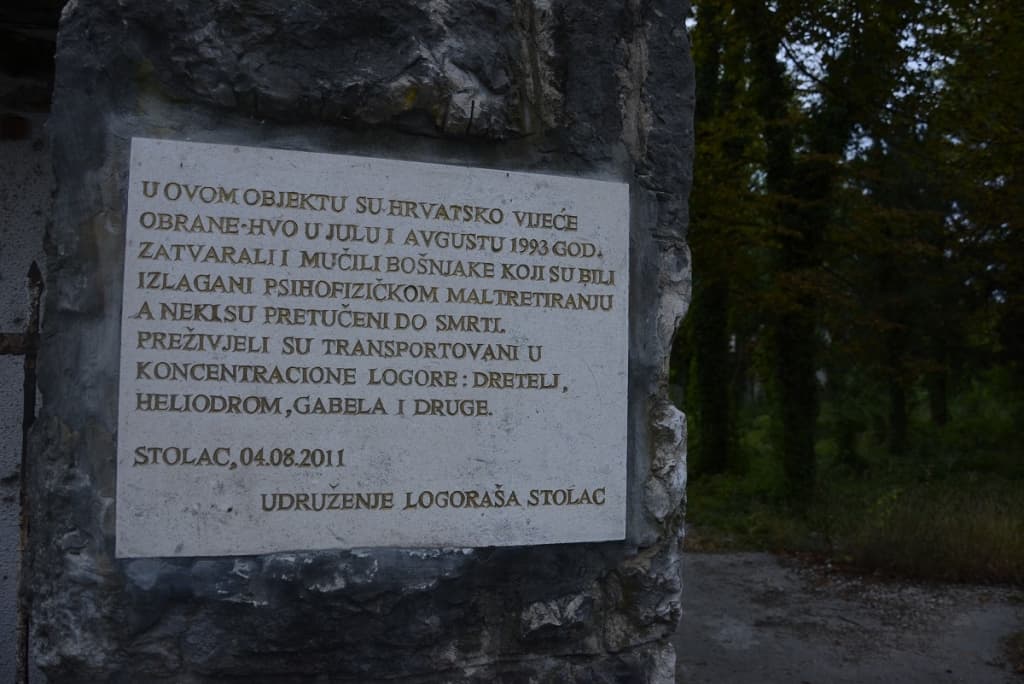 U OVOM OBJEKTU SU HRVATSKO VIJEĆE
OBRANE-HVO U JULU I AVGUSTU 1993 GOD.
ZATVARALI I MUČILI BOŠNJAKE KOJI SU BILI
IZLAGANI PSIHOFIZIČKOM MALTRETIRANJU
A NEKI SU PRETUČENI DO SMRTI.
PREŽIVJELI SU TRANSPORTOVANI U
KONCENTRACIONE LOGORE: DRETELJ,
HELIODROM, GABELA I DRUGE.
STOLAC, 04.08.2011
UDRUŽENJE LOGORAŠA STOLAC